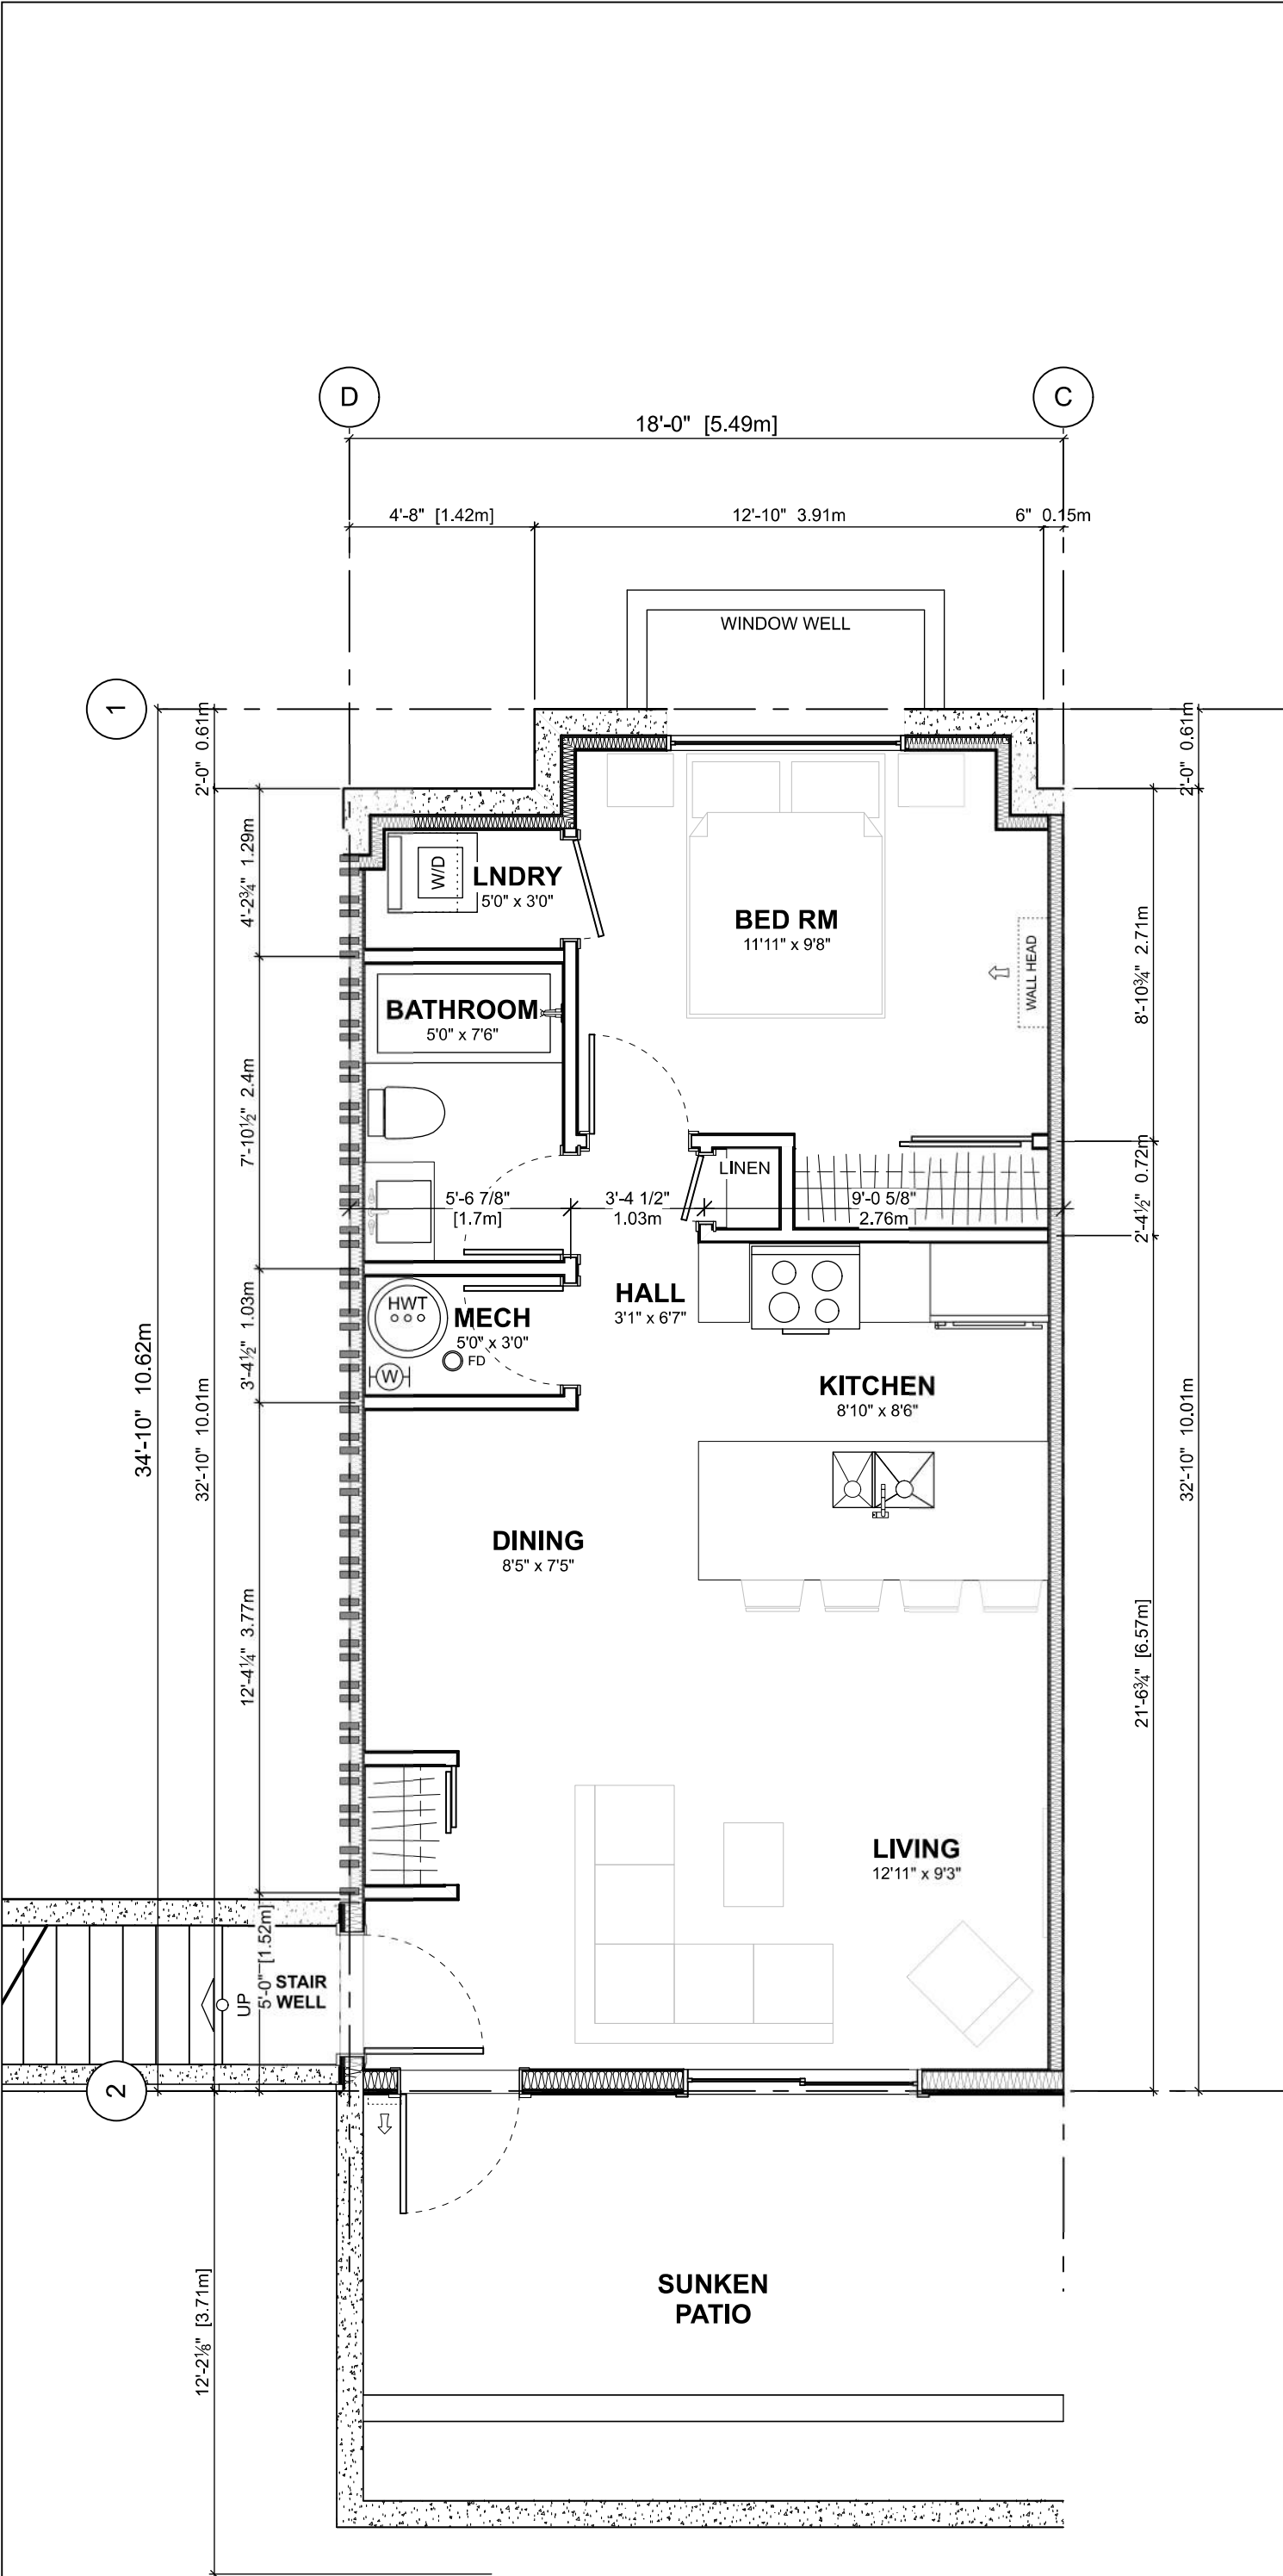 D
C
18'-0" [5.49m]
4'-8" [1.42m]
12'-10" 3.91m
6" 0.15m
WINDOW WELL
1
2'-0" 0.61m
2'-0" 0.61m
4'-2¾" 1.29m
W/D
LNDRY
5'0" x 3'0"
BED RM
11'11" x 9'8"
WALL HEAD
8'-10¾" 2.71m
BATHROOM
5'0" x 7'6"
7'-10½" 2.4m
LINEN
2'-4½" 0.72m
5'-6 7/8"
[1.7m]
3'-4 1/2"
1.03m
9'-0 5/8"
2.76m
HWT
MECH
5'0" x 3'0"
FD
W
HALL
3'1" x 6'7"
3'-4½" 1.03m
34'-10" 10.62m
32'-10" 10.01m
KITCHEN
8'10" x 8'6"
32'-10" 10.01m
DINING
8'5" x 7'5"
12'-4¼" 3.77m
21'-6¾" [6.57m]
LIVING
12'11" x 9'3"
5'-0" [1.52m]
UP
STAIR
WELL
2
SUNKEN
PATIO
12'-2⅛" [3.71m]